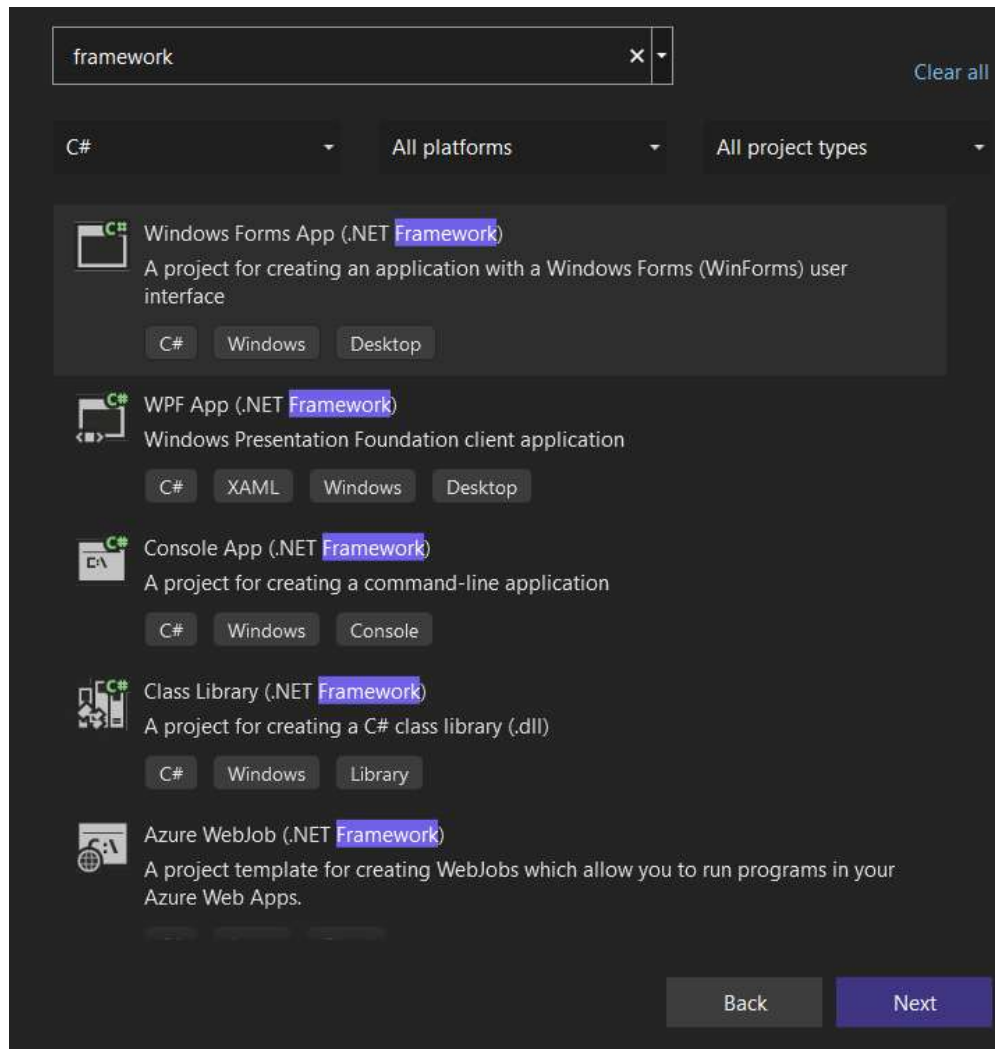 framework
Clear all
C#
All platforms
All project types
C#
Windows Forms App (.NET Framework)
A project for creating an application with a Windows Forms (WinForms) user
interface
C# Windows Desktop
C#
WPF App (.NET Framework)
Windows Presentation Foundation client application
C# XAML Windows Desktop
C#
Console App (.NET Framework)
A project for creating a command-line application
C# Windows Console
C#
Class Library (.NET Framework)
A project for creating a C# class library (.dll)
C# Windows Library
Azure WebJob (.NET Framework)
A project template for creating WebJobs which allow you to run programs in your
Azure Web Apps.
Back
Next